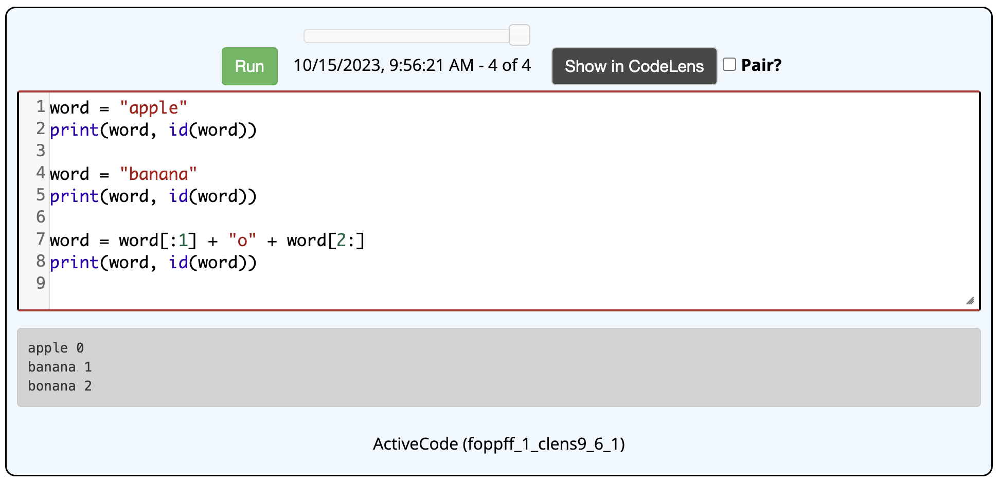 Run 10/15/2023, 9:56:21 AM - 4 of 4 Show in CodeLens Pair?
1 word = "apple"
2 print(word, id(word))
3
4 word = "banana"
5 print(word, id(word))
6
7 word = word[:1] + "o" + word[2:]
8 print(word, id(word))
9
apple 0
banana 1
bonana 2
ActiveCode (foppff_1_clens9_6_1)